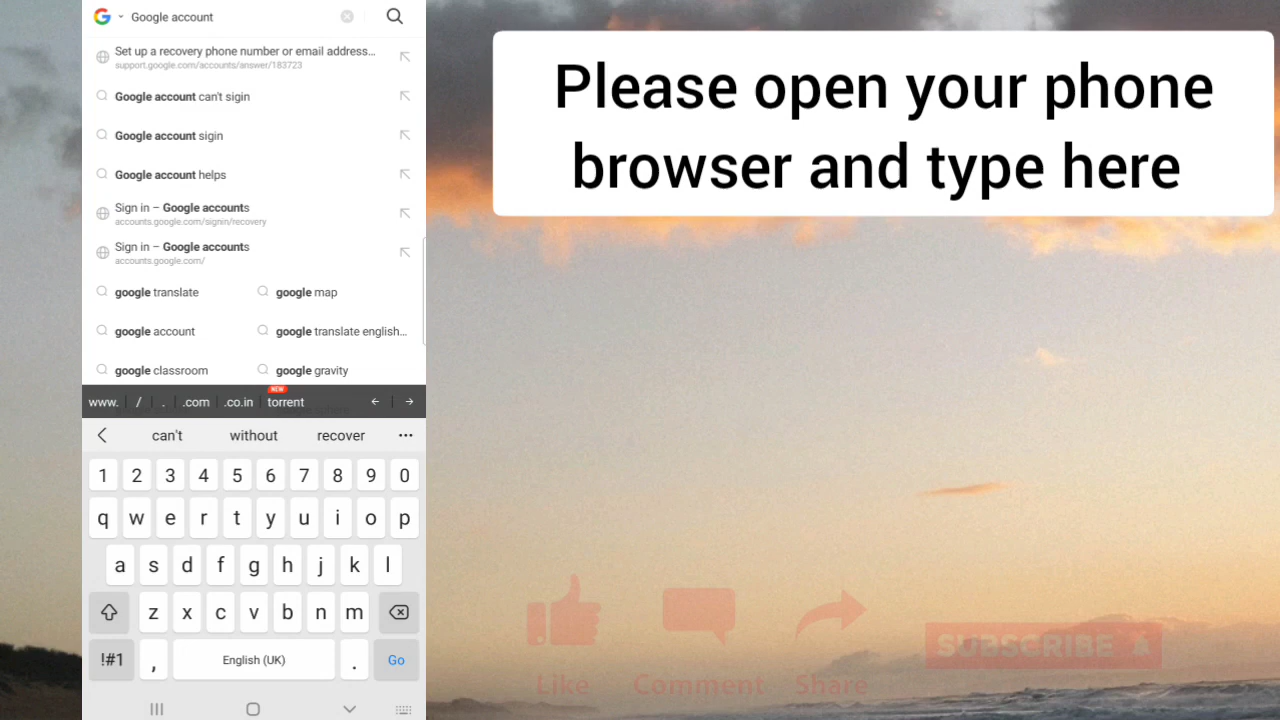 Google account
Set up a recovery phone number or email address...
support.google.com/accounts/answer/183723
Google account can't sigin
Google account sigin
Google account helps
Sign in – Google accounts
accounts.google.com/signin/recovery
Sign in – Google accounts
accounts.google.com/
google translate
google map
google account
google translate english...
google classroom
google gravity
NEW
www. / . .com .co.in torrent ← →
can't without recover ...
1 2 3 4 5 6 7 8 9 0
q w e r t y u i o p
a s d f g h j k l
z x c v b n m
!#1 , English (UK) . Go
Please open your phone
browser and type here
SUBSCRIBE
Like Comment Share